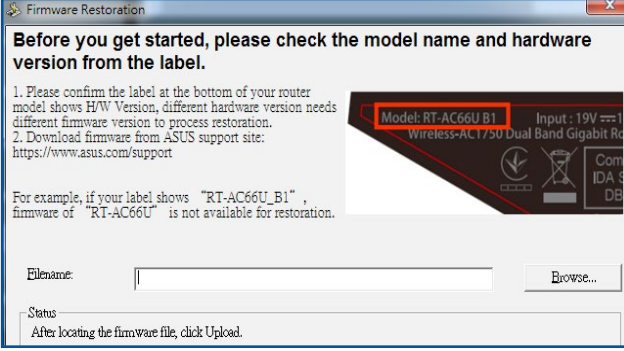 Firmware Restoration
Before you get started, please check the model name and hardware
version from the label.
1. Please confirm the label at the bottom of your router
model shows H/W Version, different hardware version needs
different firmware version to process restoration.
2. Download firmware from ASUS support site:
https://www.asus.com/support
For example, if your label shows “RT-AC66U_B1”,
firmware of “RT-AC66U” is not available for restoration.
Model: RT-AC66U B1 Input : 19V
Wireless-AC1750 Dual Band Gigabit
Com
IDA
DB
Filename:
Browse...
Status
After locating the firmware file, click Upload.